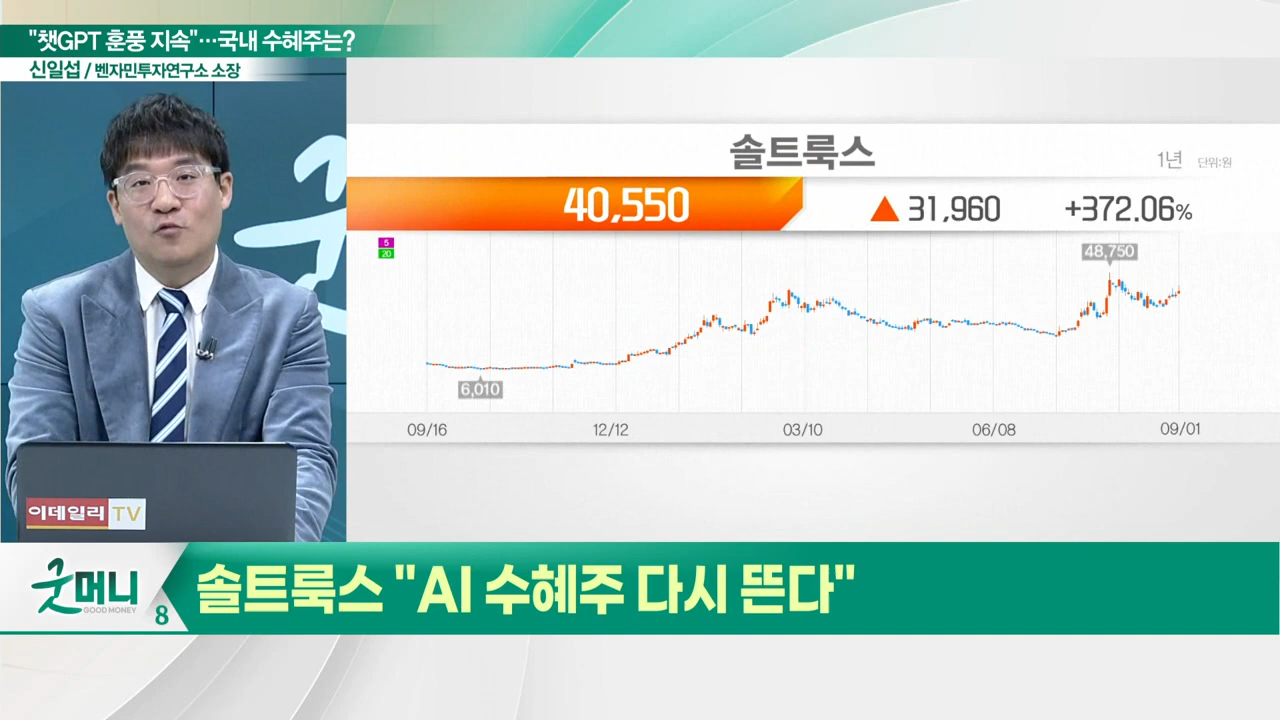 "챗GPT 훈풍 지속"…국내 수혜주는?
신일섭 / 벤자민투자연구소 소장
솔트룩스
1년 단위:원
40,550 ▲ 31,960 +372.06%
5
20
48,750
6,010
09/16 12/12 03/10 06/08 09/01
이데일리 TV
굿머니
GOOD MONEY
8
솔트룩스 "AI 수혜주 다시 뜬다"